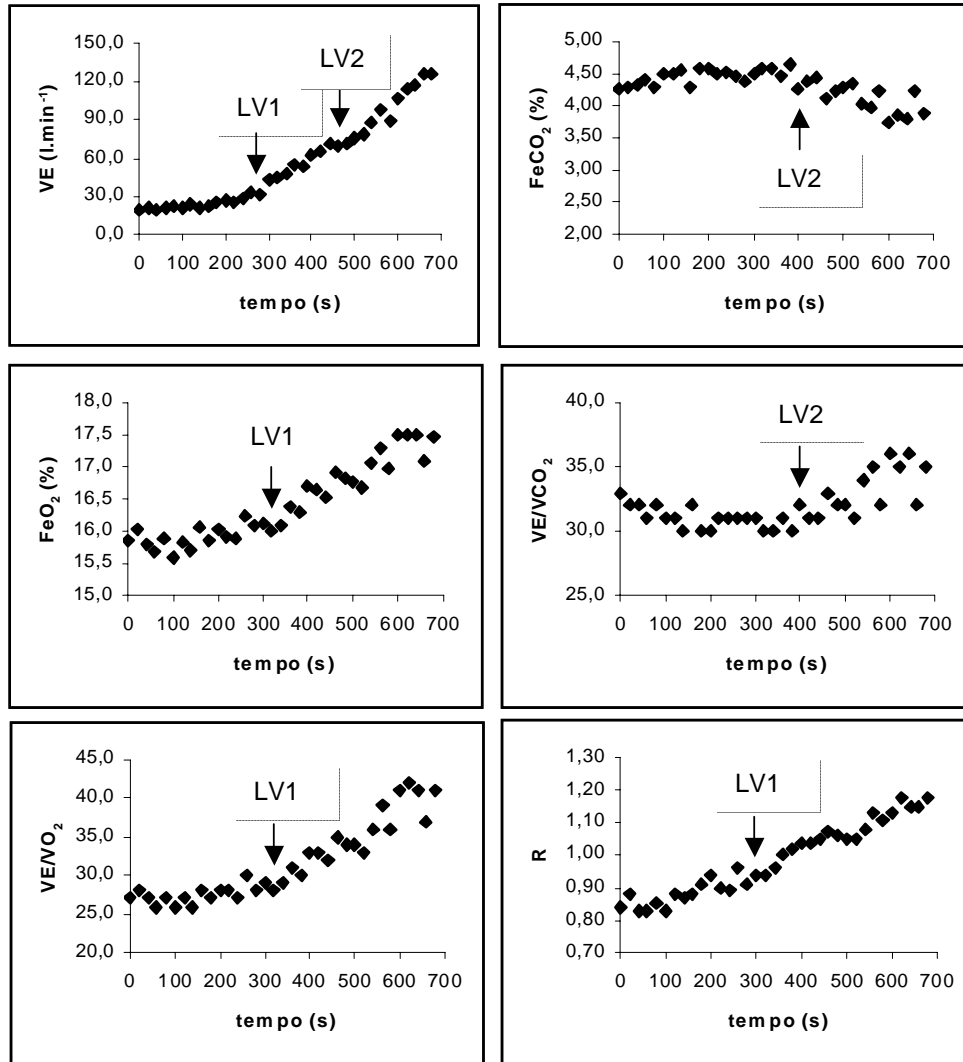 VE (l.min⁻¹)
150,0
120,0
90,0
60,0
30,0
0,0
LV1
LV2
0 100 200 300 400 500 600 700
tempo (s)
FeCO₂ (%)
5,00
4,50
4,00
3,50
3,00
2,50
2,00
LV2
0 100 200 300 400 500 600 700
tempo (s)
FeO₂ (%)
18,0
17,5
17,0
16,5
16,0
15,5
15,0
LV1
0 100 200 300 400 500 600 700
tempo (s)
VE/VCO₂
40,0
35,0
30,0
25,0
LV2
0 100 200 300 400 500 600 700
tempo (s)
VE/VO₂
45,0
40,0
35,0
30,0
25,0
20,0
LV1
0 100 200 300 400 500 600 700
tempo (s)
R
1,30
1,20
1,10
1,00
0,90
0,80
0,70
LV1
0 100 200 300 400 500 600 700
tempo (s)